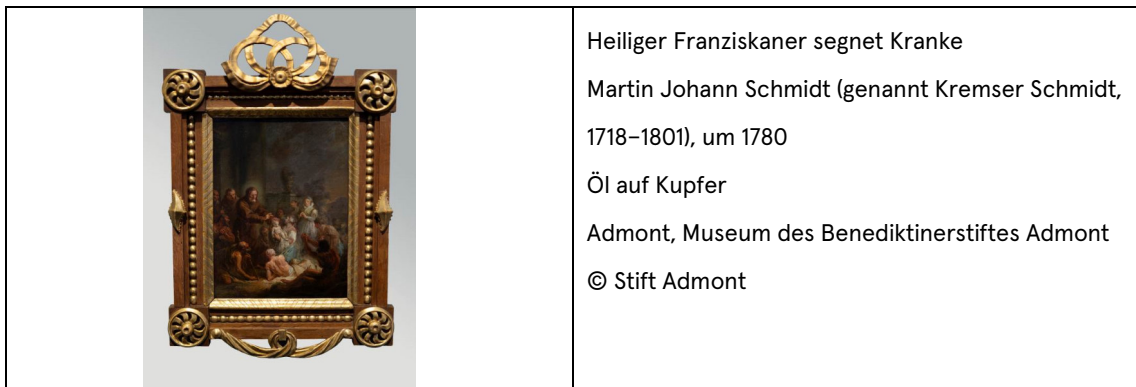 Heiliger Franziskaner segnet Kranke
Martin Johann Schmidt (genannt Kremser Schmidt,
1718–1801), um 1780
Öl auf Kupfer
Admont, Museum des Benediktinerstiftes Admont
© Stift Admont